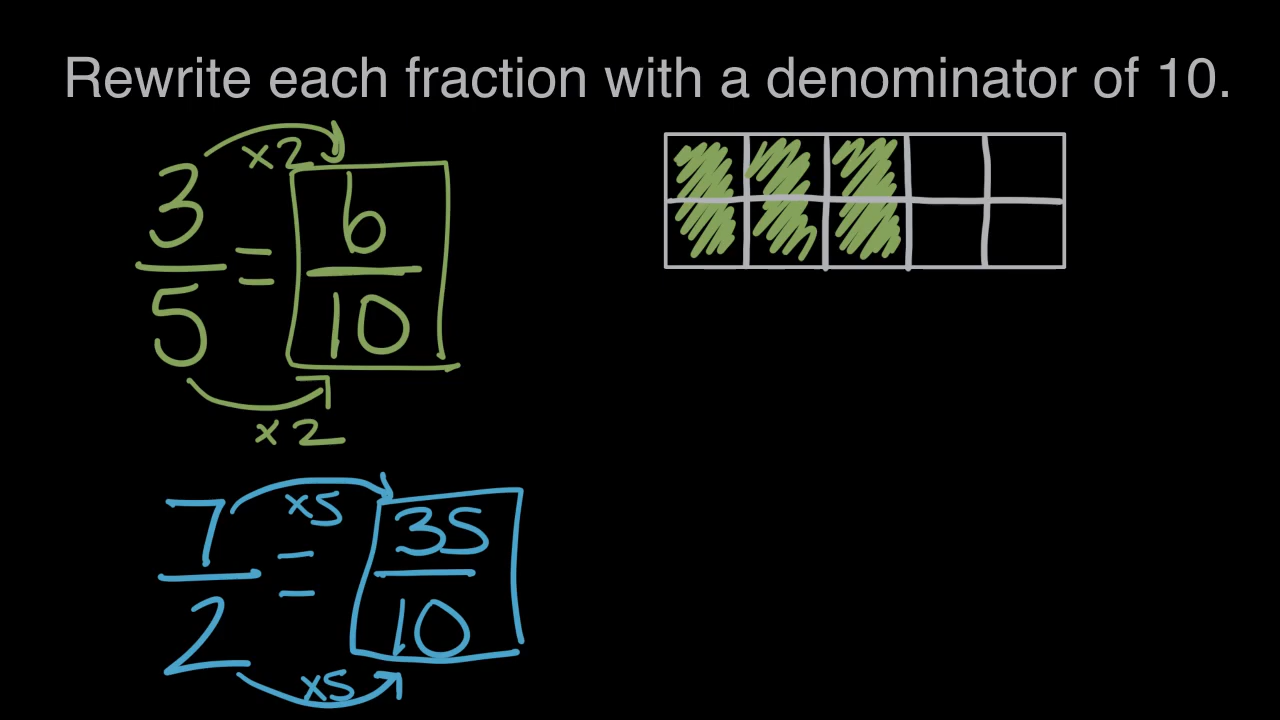 Rewrite each fraction with a denominator of 10.
×2
3/5 = 6/10
×2
×5
7/2 = 35/10
×5